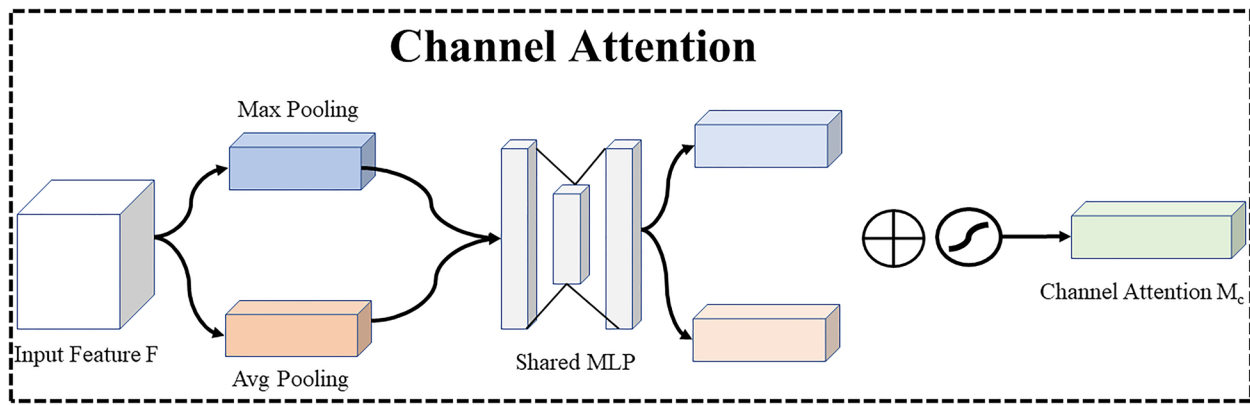 Channel Attention
Max Pooling
Input Feature F
Avg Pooling
Shared MLP
Channel Attention Mc